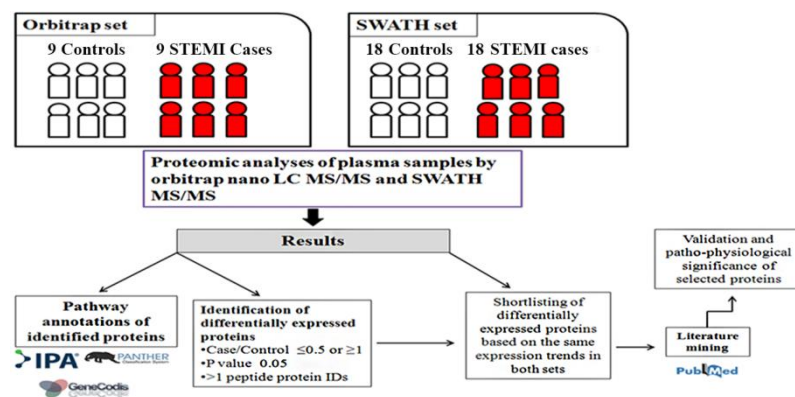 Orbitrap set
9 Controls
9 STEMI Cases
SWATH set
18 Controls
18 STEMI cases
Proteomic analyses of plasma samples by
orbitrap nano LC MS/MS and SWATH
MS/MS
Results
Pathway
annotations of
identified proteins
IPA
PANTHER
Classification System
GeneCodis
Identification of
differentially expressed
proteins
•Case/Control ≤0.5 or ≥1
•P value 0.05
•>1 peptide protein IDs
Shortlisting of
differentially
expressed proteins
based on the same
expression trends in
both sets
Literature
mining
PubMed
Validation and
patho-physiological
significance of
selected proteins